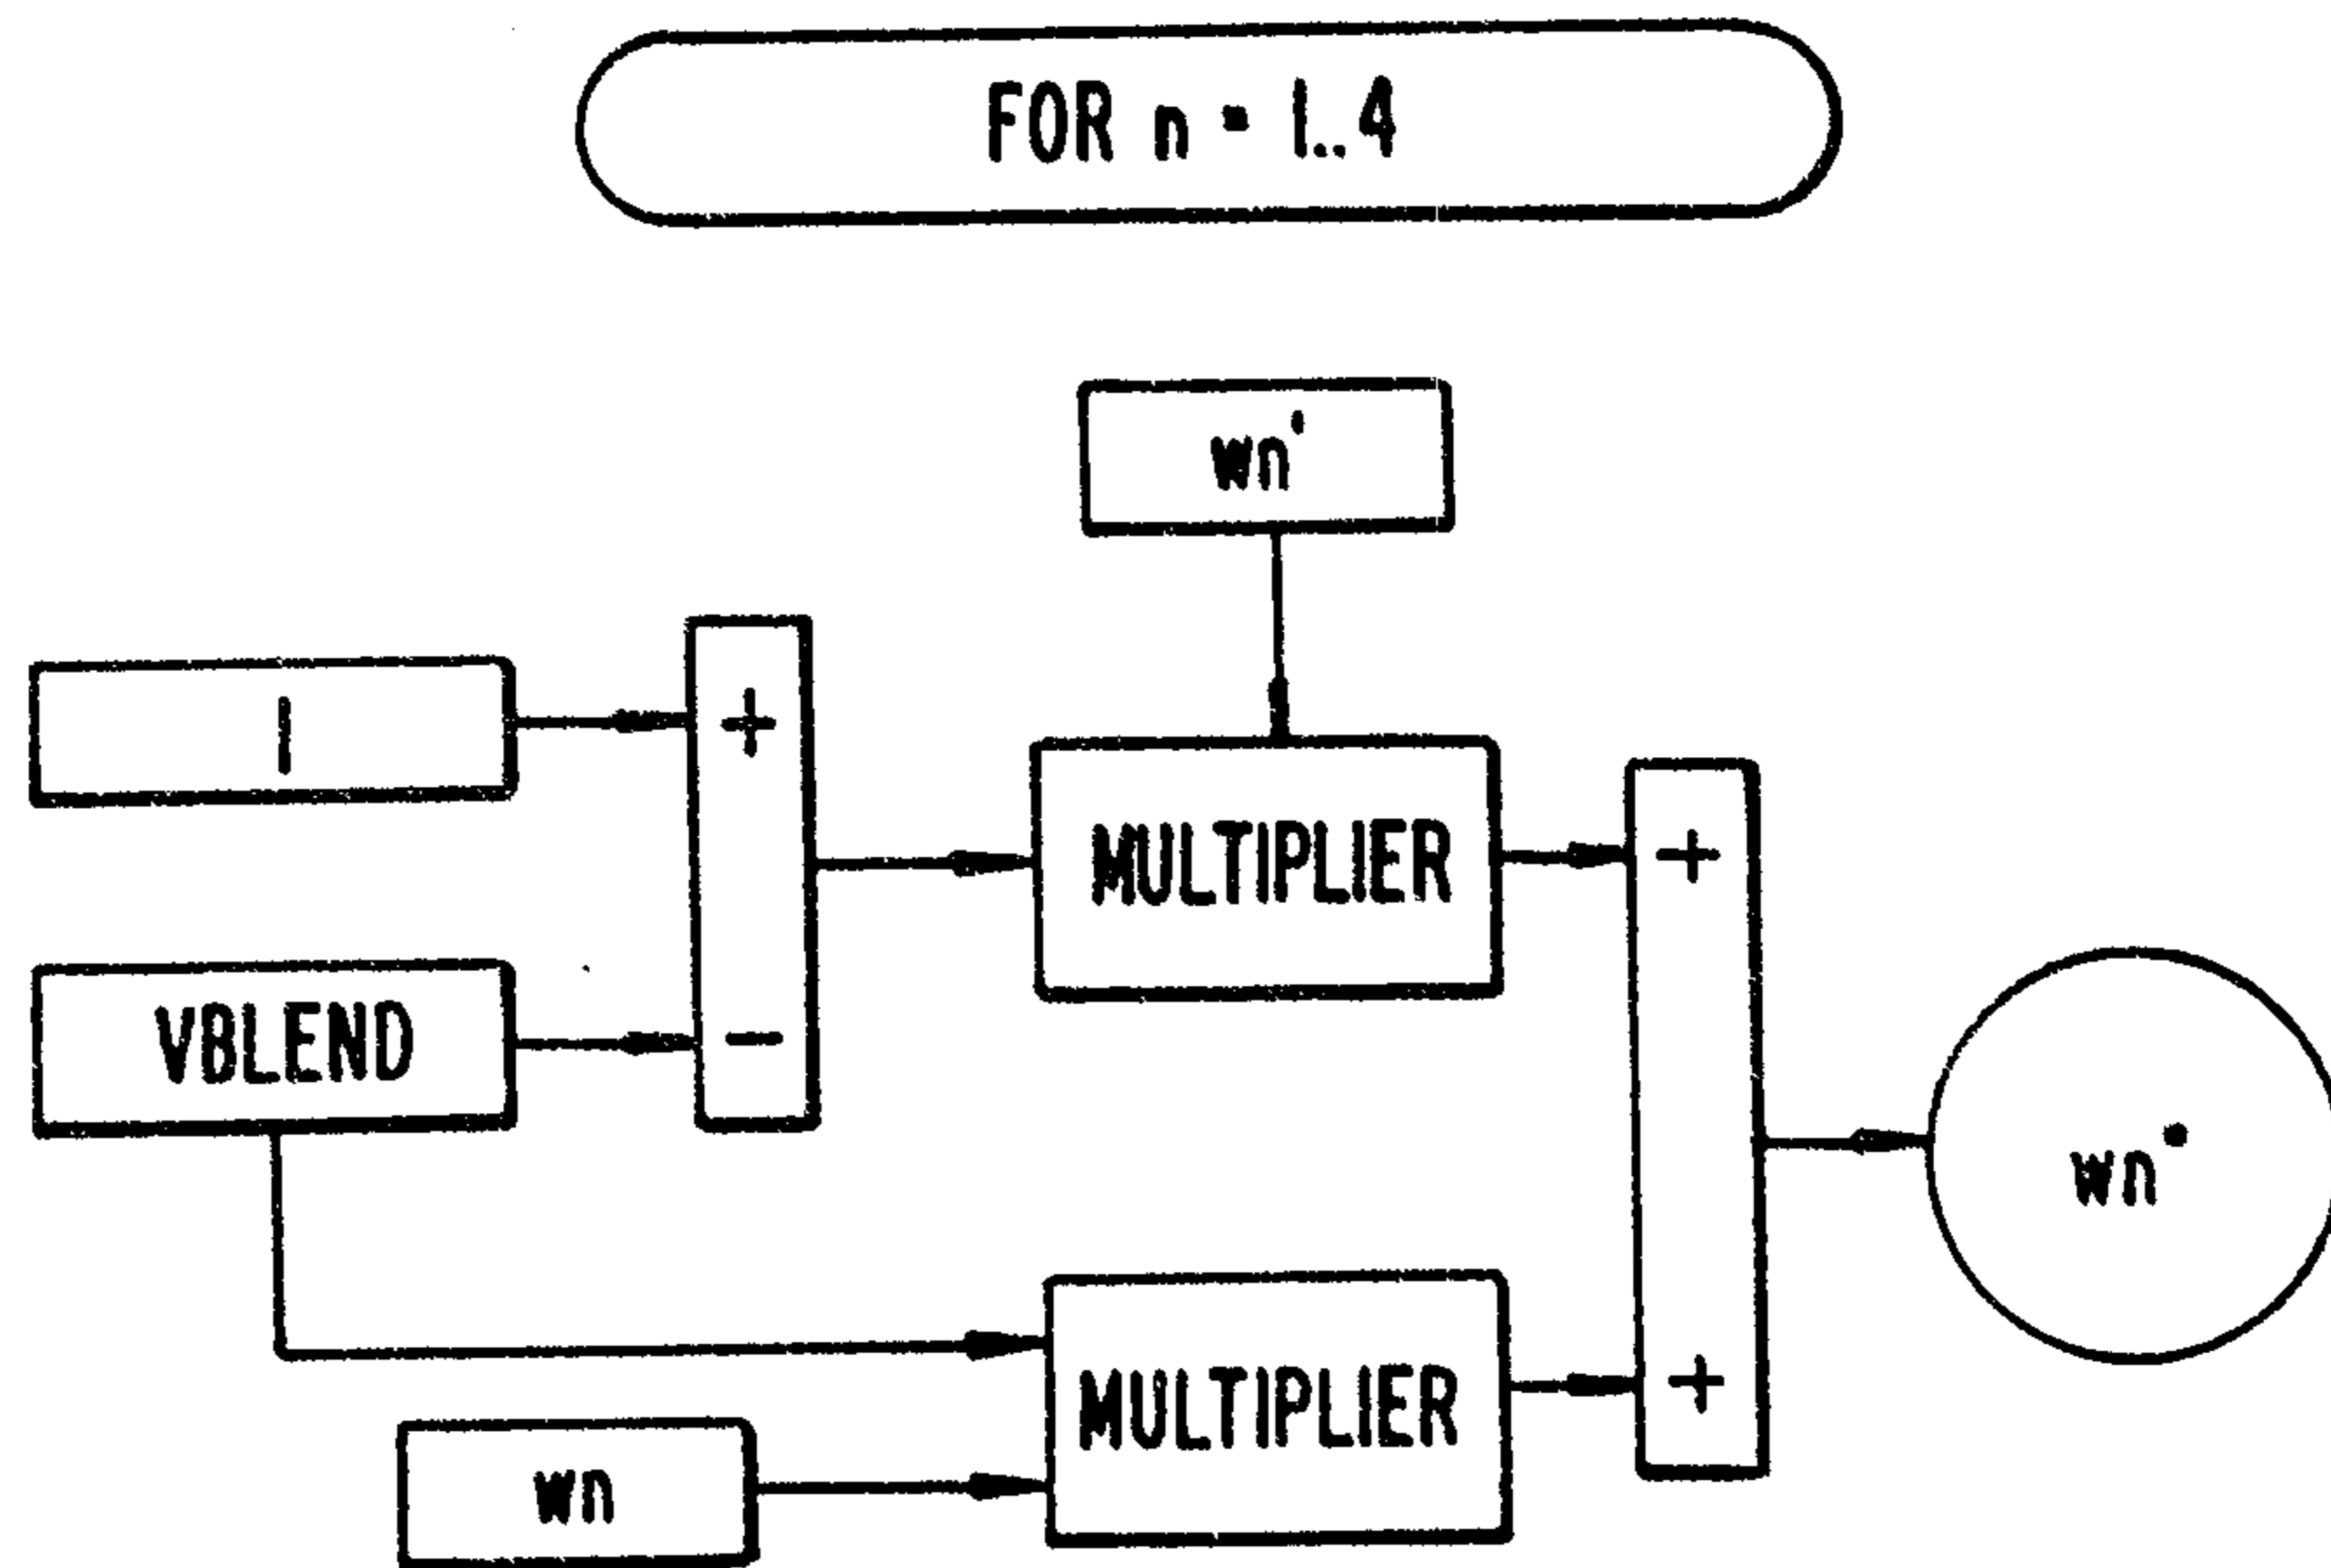 FOR n = 1..4
wn'
1
+
MULTIPLIER
+
VBLEND
-
wn*
MULTIPLIER
+
wn